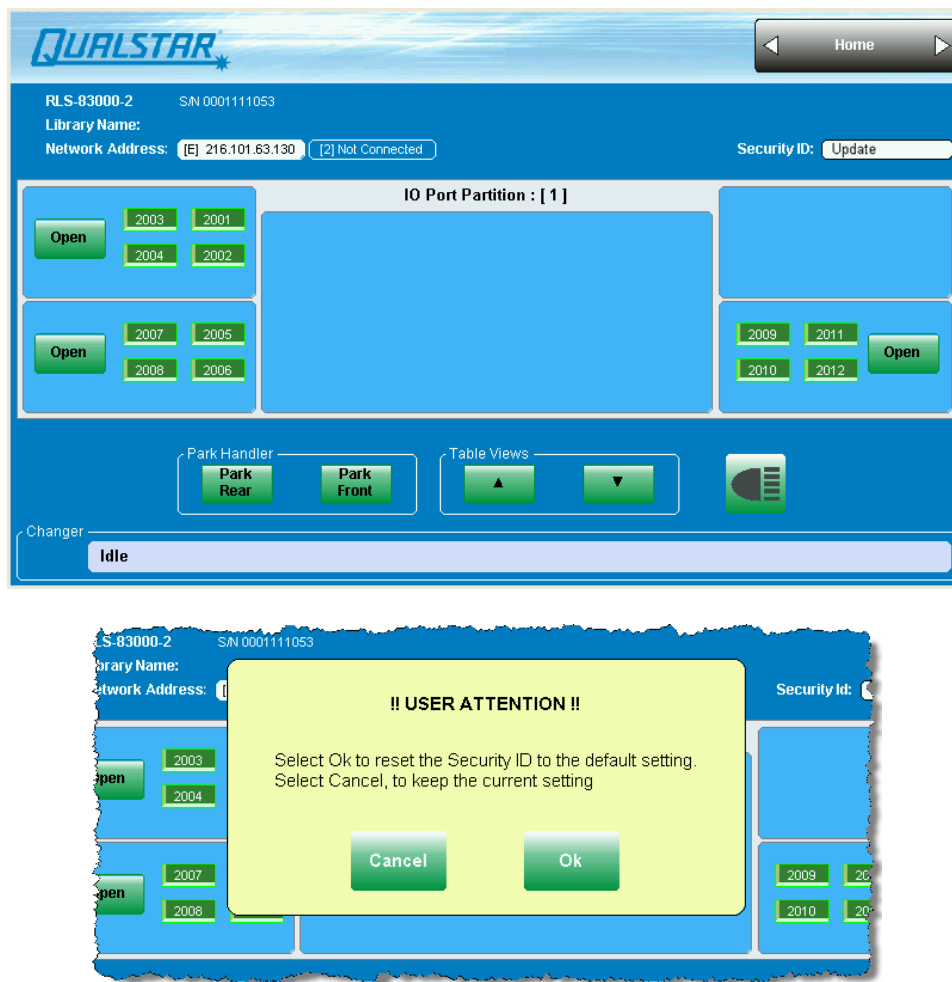 QUALSTAR
Home
RLS-83000-2 S/N 0001111053
Library Name:
Network Address: [E] 216.101.63.130 [2] Not Connected
Security ID: Update
IO Port Partition : [ 1 ]
Open 2003 2001
2004 2002
Open 2007 2005
2008 2006
2009 2011 Open
2010 2012
Park Handler
Park Rear
Park Front
Table Views
Changer
Idle
LS-83000-2 S/N 0001111053
brary Name:
etwork Address: [
Security Id:
!! USER ATTENTION !!
Select Ok to reset the Security ID to the default setting.
Select Cancel, to keep the current setting
Cancel Ok
pen 2003
2004
pen 2007
2008
2009 20
2010 20